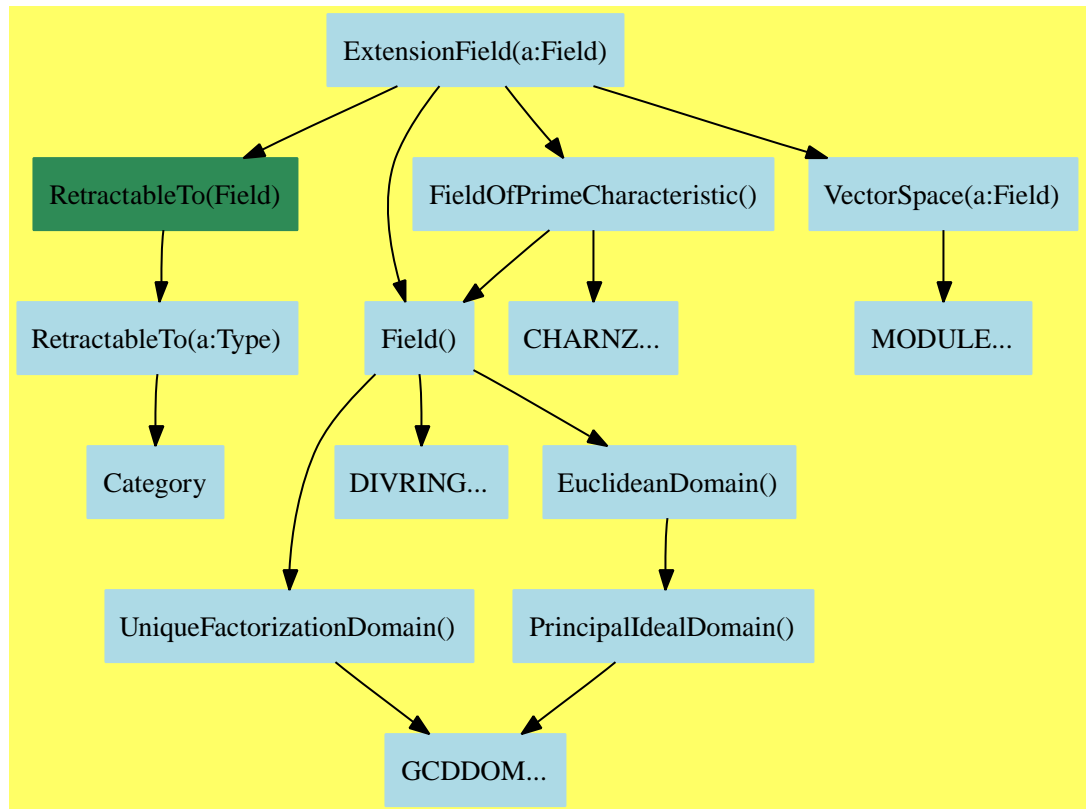 ExtensionField(a:Field)
RetractableTo(Field)
FieldOfPrimeCharacteristic()
VectorSpace(a:Field)
RetractableTo(a:Type)
Field()
CHARNZ...
MODULE...
Category
DIVRING...
EuclideanDomain()
UniqueFactorizationDomain()
PrincipalIdealDomain()
GCDDOM...